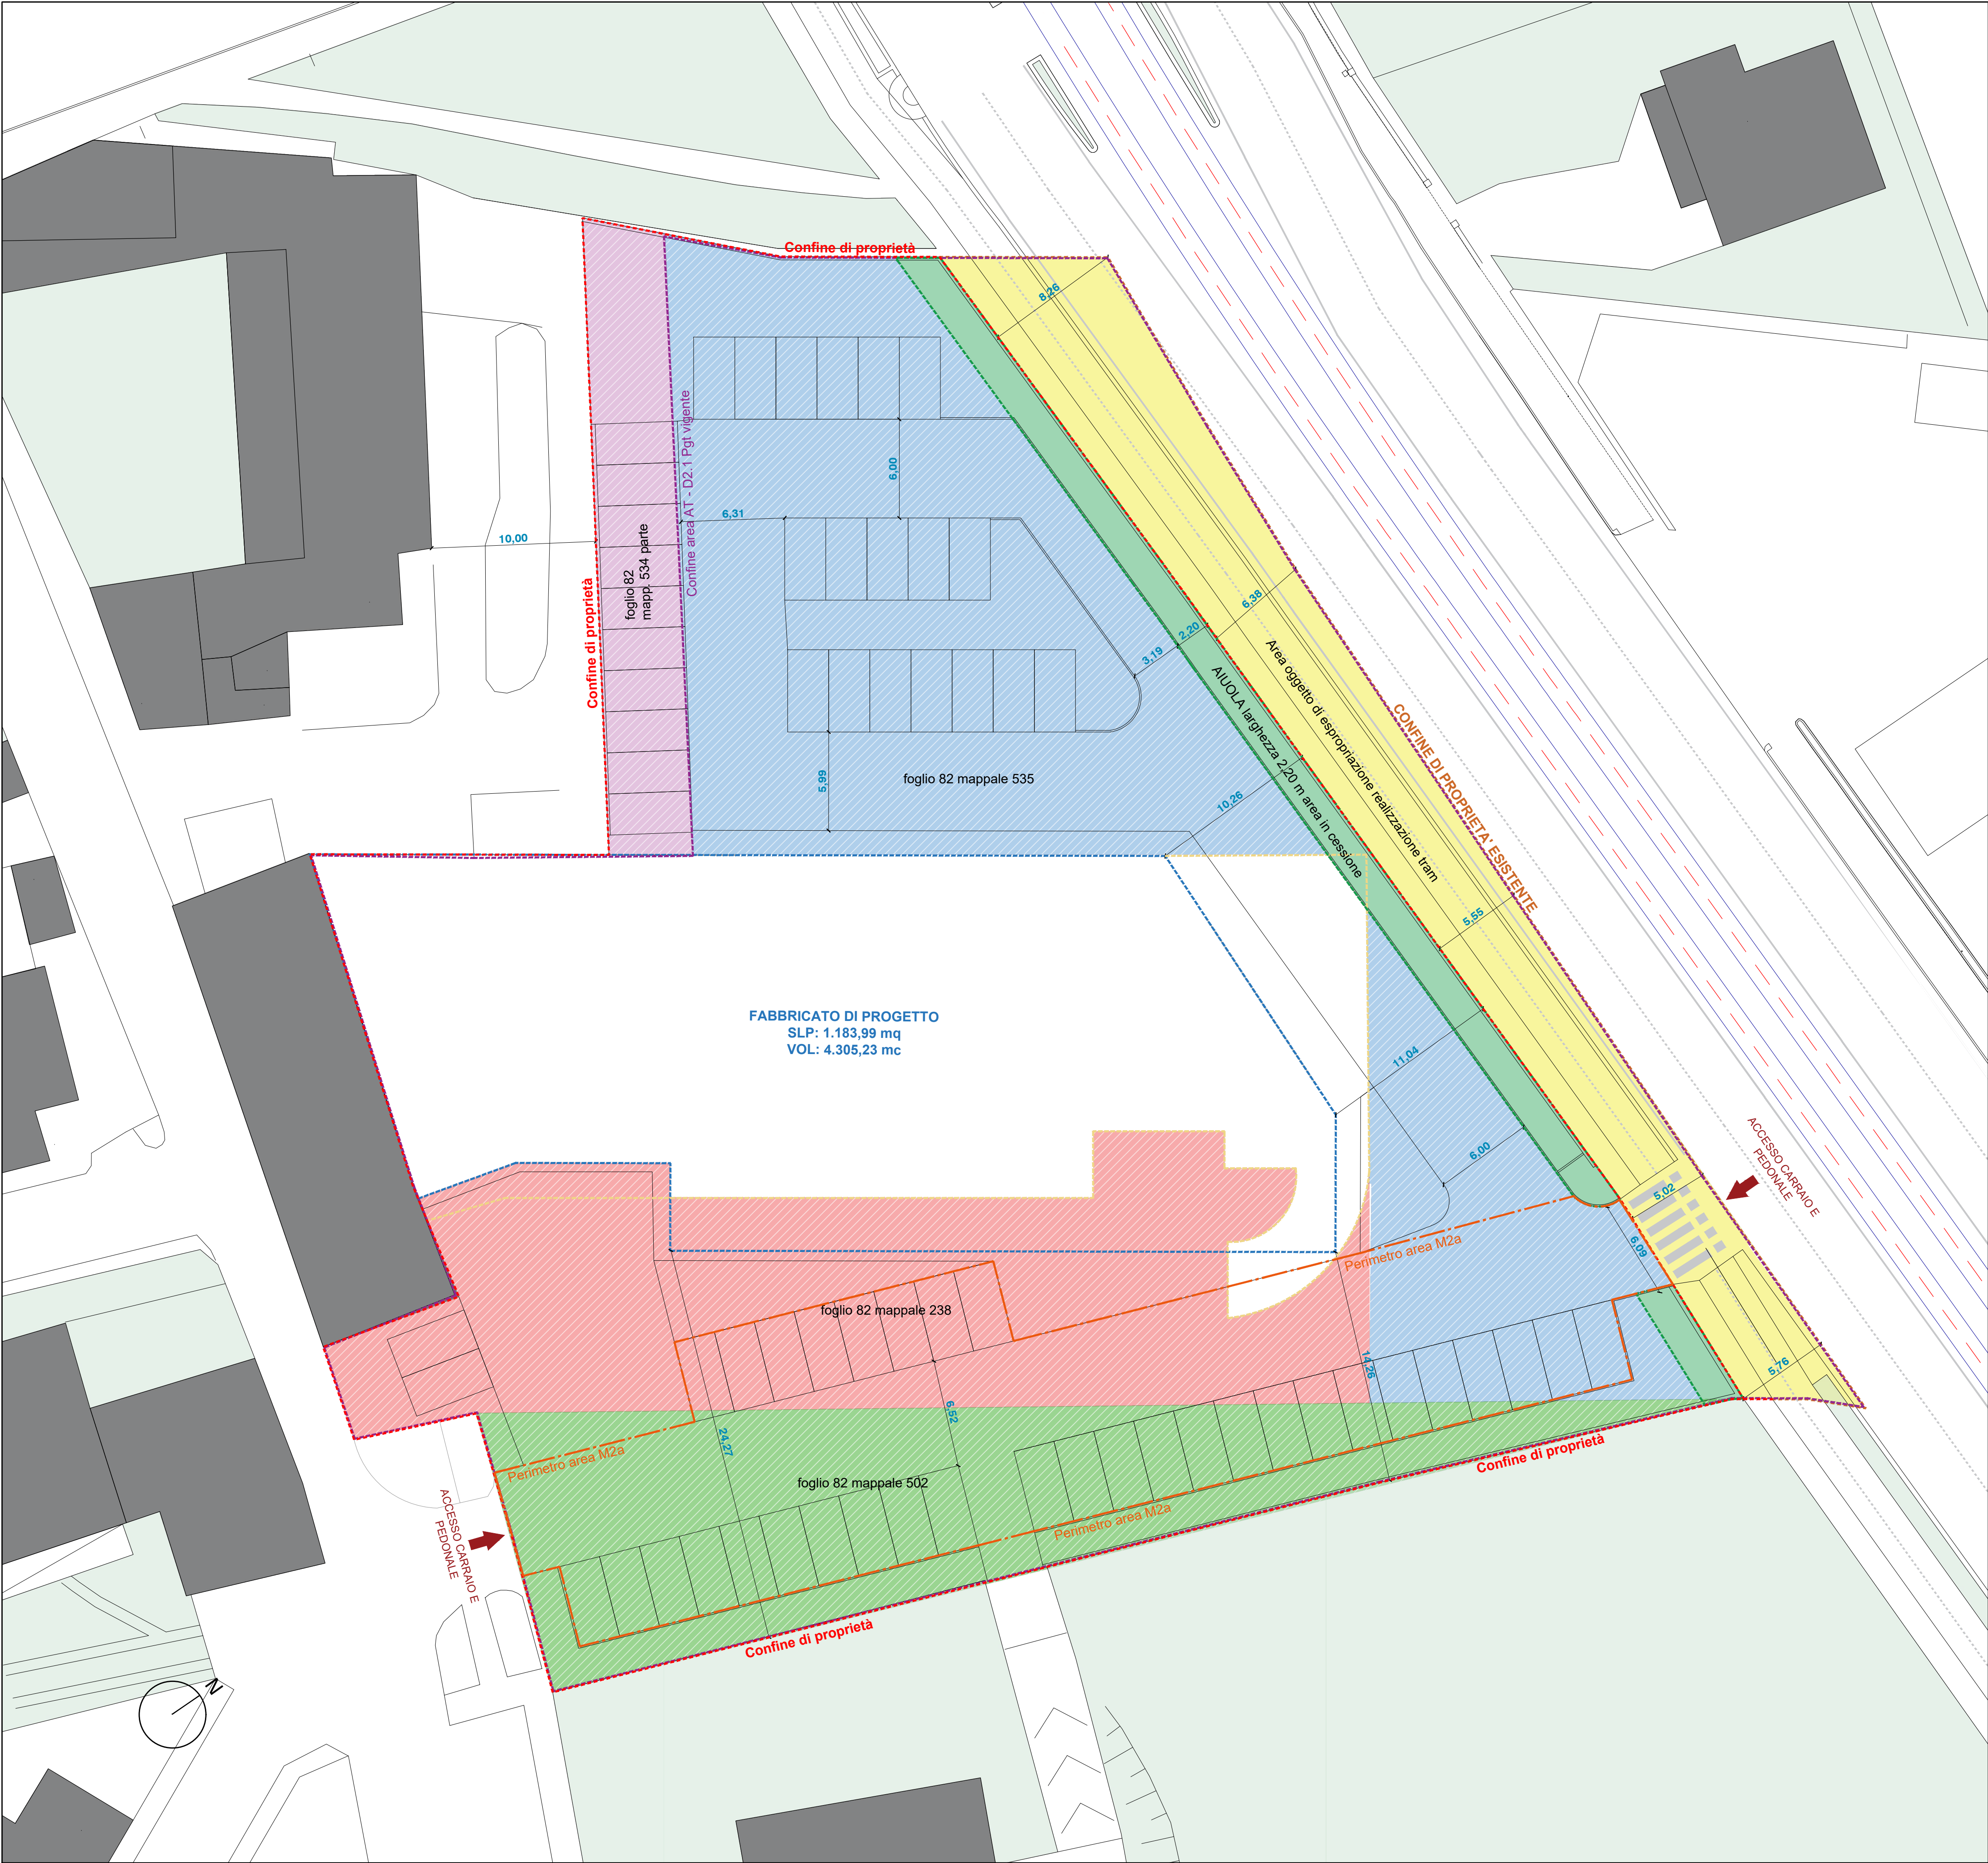 Confine di proprietà
8,26
6,00
6,31
10,00
Confine area AT - D2.1 Pgt vigente
foglio 82
mapp. 534 parte
Confine di proprietà
6,38
2,20
3,19
Area oggetto di espropriazione realizzazione tram
AIUOLA larghezza 2,20 m area in cessione
CONFINE DI PROPRIETA' ESISTENTE
5,99
foglio 82 mappale 535
10,26
5,55
FABBRICATO DI PROGETTO
SLP: 1.183,99 mq
VOL: 4.305,23 mc
11,04
6,00
5,02
ACCESSO CARRAIO E
PEDONALE
6,09
Perimetro area M2a
foglio 82 mappale 238
14,26
5,76
6,52
24,27
Perimetro area M2a
foglio 82 mappale 502
Confine di proprietà
Perimetro area M2a
ACCESSO CARRAIO E
PEDONALE
Confine di proprietà
N